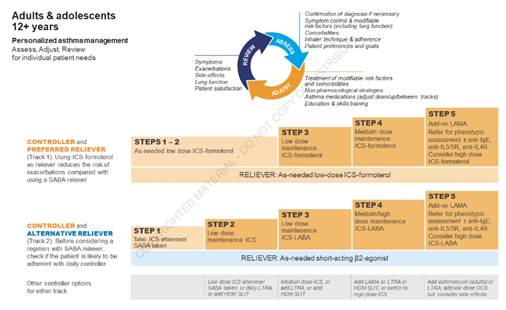 Adults & adolescents
12+ years
Personalized asthma management
Assess, Adjust, Review
for individual patient needs
Confirmation of diagnosis if necessary
Symptom control & modifiable
risk factors (including lung function)
Comorbidities
Inhaler technique & adherence
Patient preferences and goals
REVIEW
ASSESS
ADJUST
Symptoms
Exacerbations
Side-effects
Lung function
Patient satisfaction
Treatment of modifiable risk factors
and comorbidities
Non-pharmacological strategies
Asthma medications (adjust down/up/between tracks)
Education & skills training
CONTROLLER and
PREFERRED RELIEVER
(Track 1). Using ICS-formoterol
as reliever reduces the risk of
exacerbations compared with
using a SABA reliever
STEPS 1 – 2
As-needed low dose ICS-formoterol
STEP 3
Low dose
maintenance
ICS-formoterol
STEP 4
Medium dose
maintenance
ICS-formoterol
STEP 5
Add-on LAMA
Refer for phenotypic
assessment ± anti-IgE,
anti-IL5/5R, anti-IL4R
Consider high dose
ICS-formoterol
RELIEVER: As-needed low-dose ICS-formoterol
CONTROLLER and
ALTERNATIVE RELIEVER
(Track 2). Before considering a
regimen with SABA reliever,
check if the patient is likely to
be adherent with daily controller
STEP 1
Take ICS whenever
SABA taken
STEP 2
Low dose
maintenance ICS
STEP 3
Low dose
maintenance
ICS-LABA
STEP 4
Medium/high
dose maintenance
ICS-LABA
STEP 5
Add-on LAMA
Refer for phenotypic
assessment ± anti-IgE,
anti-IL5/5R, anti-IL4R
Consider high dose
ICS-LABA
RELIEVER: As-needed short-acting β2-agonist
Other controller options
for either track
Low dose ICS whenever
SABA taken, or daily LTRA,
or add HDM SLIT
Medium dose ICS, or
add LTRA, or add
HDM SLIT
Add LAMA or LTRA or
HDM SLIT, or switch to
high dose ICS
Add azithromycin (adults) or
LTRA; add low dose OCS
but consider side-effects
COPYRIGHTED MATERIAL - DO NOT COPY OR DISTRIBUTE